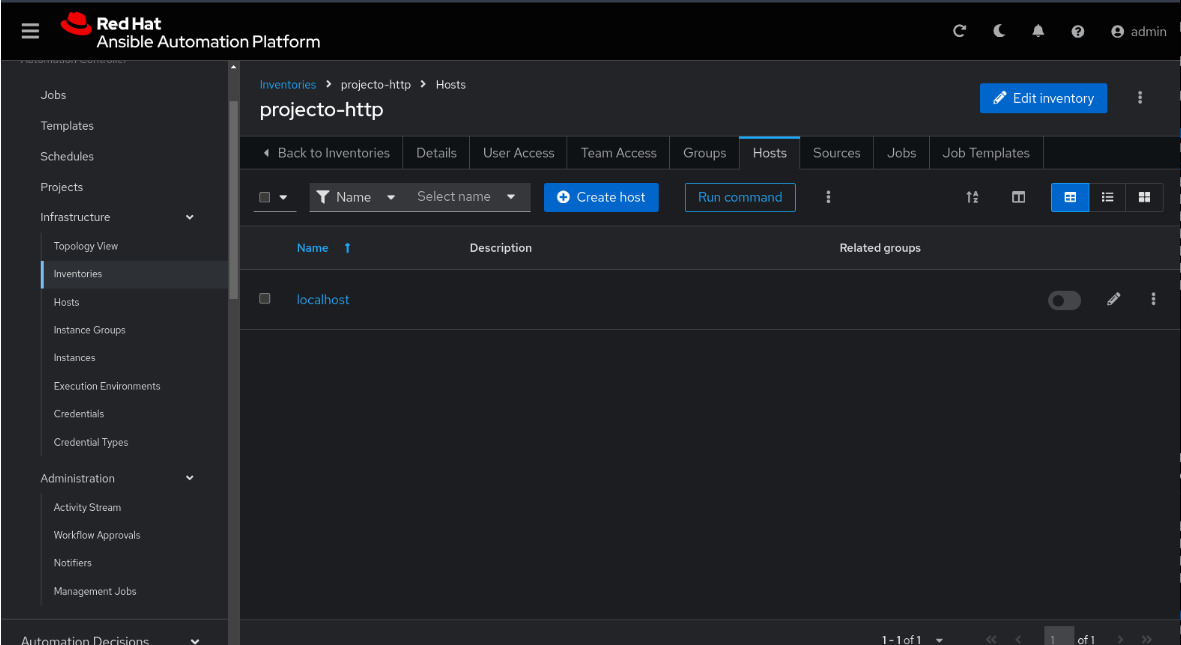 Red Hat
Ansible Automation Platform
admin
Automation Controller
Jobs
Templates
Schedules
Projects
Infrastructure
Topology View
Inventories
Hosts
Instance Groups
Instances
Execution Environments
Credentials
Credential Types
Administration
Activity Stream
Workflow Approvals
Notifiers
Management Jobs
Automation Decisions
Inventories > projecto-http > Hosts
projecto-http
Edit inventory
Back to Inventories Details User Access Team Access Groups Hosts Sources Jobs Job Templates
Name Select name Create host Run command
Name Description Related groups
localhost
1 - 1 of 1 1 of 1